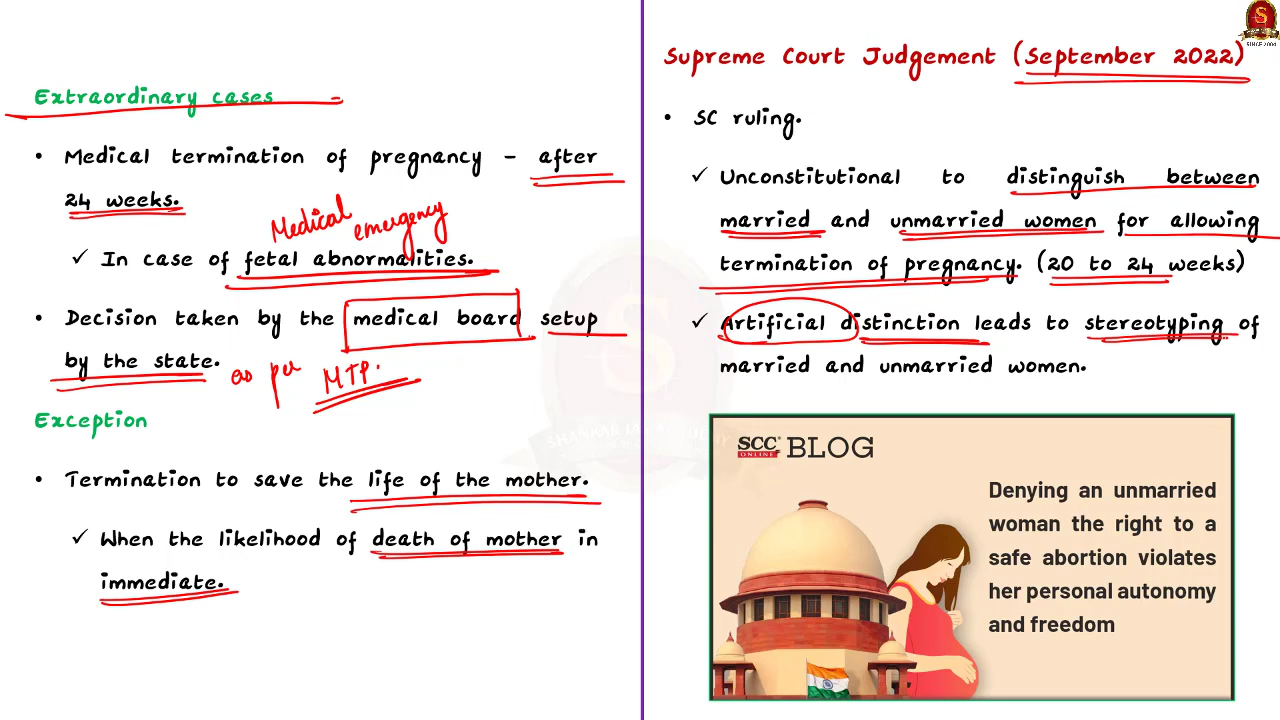 Extraordinary cases
• Medical termination of pregnancy – after
24 weeks.
Medical emergency
✓ In case of fetal abnormalities.
• Decision taken by the medical board setup
by the state.
as per MTP.
Exception
• Termination to save the life of the mother.
✓ When the likelihood of death of mother in
immediate.
Supreme Court Judgement (September 2022)
• SC ruling.
✓ Unconstitutional to distinguish between
married and unmarried women for allowing
termination of pregnancy. (20 to 24 weeks)
✓ Artificial distinction leads to stereotyping of
married and unmarried women.
SCC ONLINE BLOG
Denying an unmarried
woman the right to a
safe abortion violates
her personal autonomy
and freedom
SINCE 2004